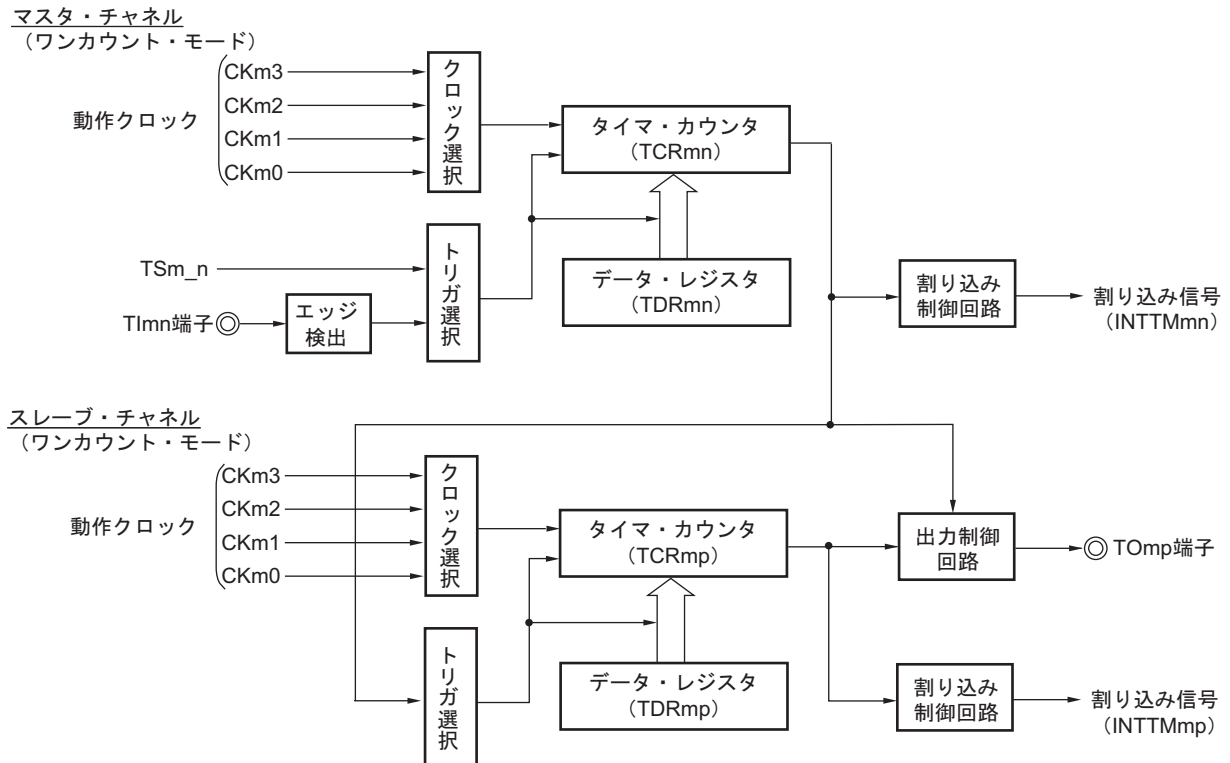 マスタ・チャネル
（ワンカウント・モード）
動作クロック
CKm3
CKm2
CKm1
CKm0
クロック選択
タイマ・カウンタ
（TCRmn）
TSm_n
TImn端子
エッジ
検出
トリガ選択
データ・レジスタ
（TDRmn）
割り込み
制御回路
割り込み信号
（INTTMmn）
スレーブ・チャネル
（ワンカウント・モード）
動作クロック
CKm3
CKm2
CKm1
CKm0
クロック選択
タイマ・カウンタ
（TCRmp）
出力制御
回路
TOmp端子
トリガ選択
データ・レジスタ
（TDRmp）
割り込み
制御回路
割り込み信号
（INTTMmp）